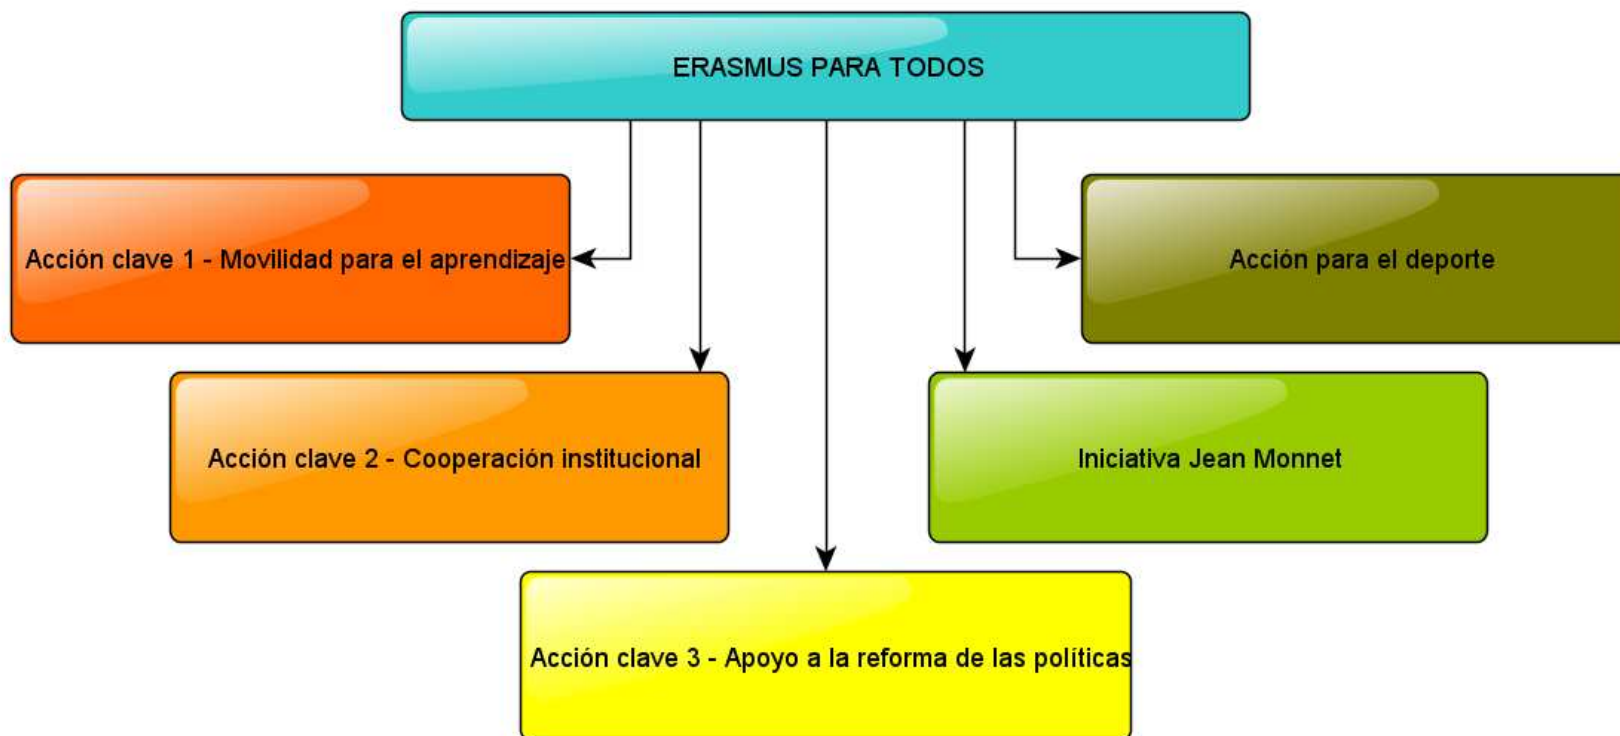 ERASMUS PARA TODOS
Acción clave 1 - Movilidad para el aprendizaje
Acción para el deporte
Acción clave 2 - Cooperación institucional
Iniciativa Jean Monnet
Acción clave 3 - Apoyo a la reforma de las políticas